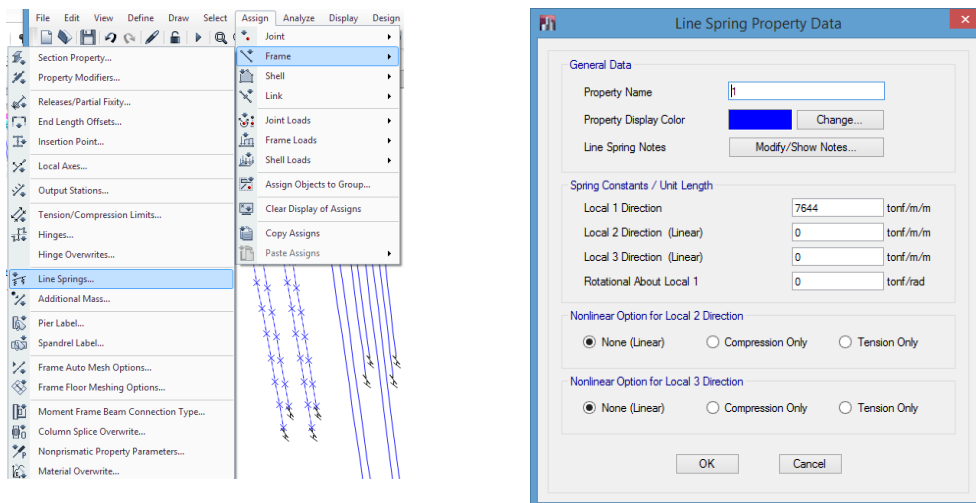 File Edit View Define Draw Select Assign Analyze Display Design
Section Property...
Property Modifiers...
Releases/Partial Fixity...
End Length Offsets...
Insertion Point...
Local Axes...
Output Stations...
Tension/Compression Limits...
Hinges...
Hinge Overwrites...
Line Springs...
Additional Mass...
Pier Label...
Spandrel Label...
Frame Auto Mesh Options...
Frame Floor Meshing Options...
Moment Frame Beam Connection Type...
Column Splice Overwrite...
Nonprismatic Property Parameters...
Material Overwrite...
Joint
Frame
Shell
Link
Joint Loads
Frame Loads
Shell Loads
Assign Objects to Group...
Clear Display of Assigns
Copy Assigns
Paste Assigns
Line Spring Property Data
General Data
Property Name 1
Property Display Color Change...
Line Spring Notes Modify/Show Notes...
Spring Constants / Unit Length
Local 1 Direction 7644 tonf/m/m
Local 2 Direction (Linear) 0 tonf/m/m
Local 3 Direction (Linear) 0 tonf/m/m
Rotational About Local 1 0 tonf/rad
Nonlinear Option for Local 2 Direction
None (Linear) Compression Only Tension Only
Nonlinear Option for Local 3 Direction
None (Linear) Compression Only Tension Only
OK Cancel